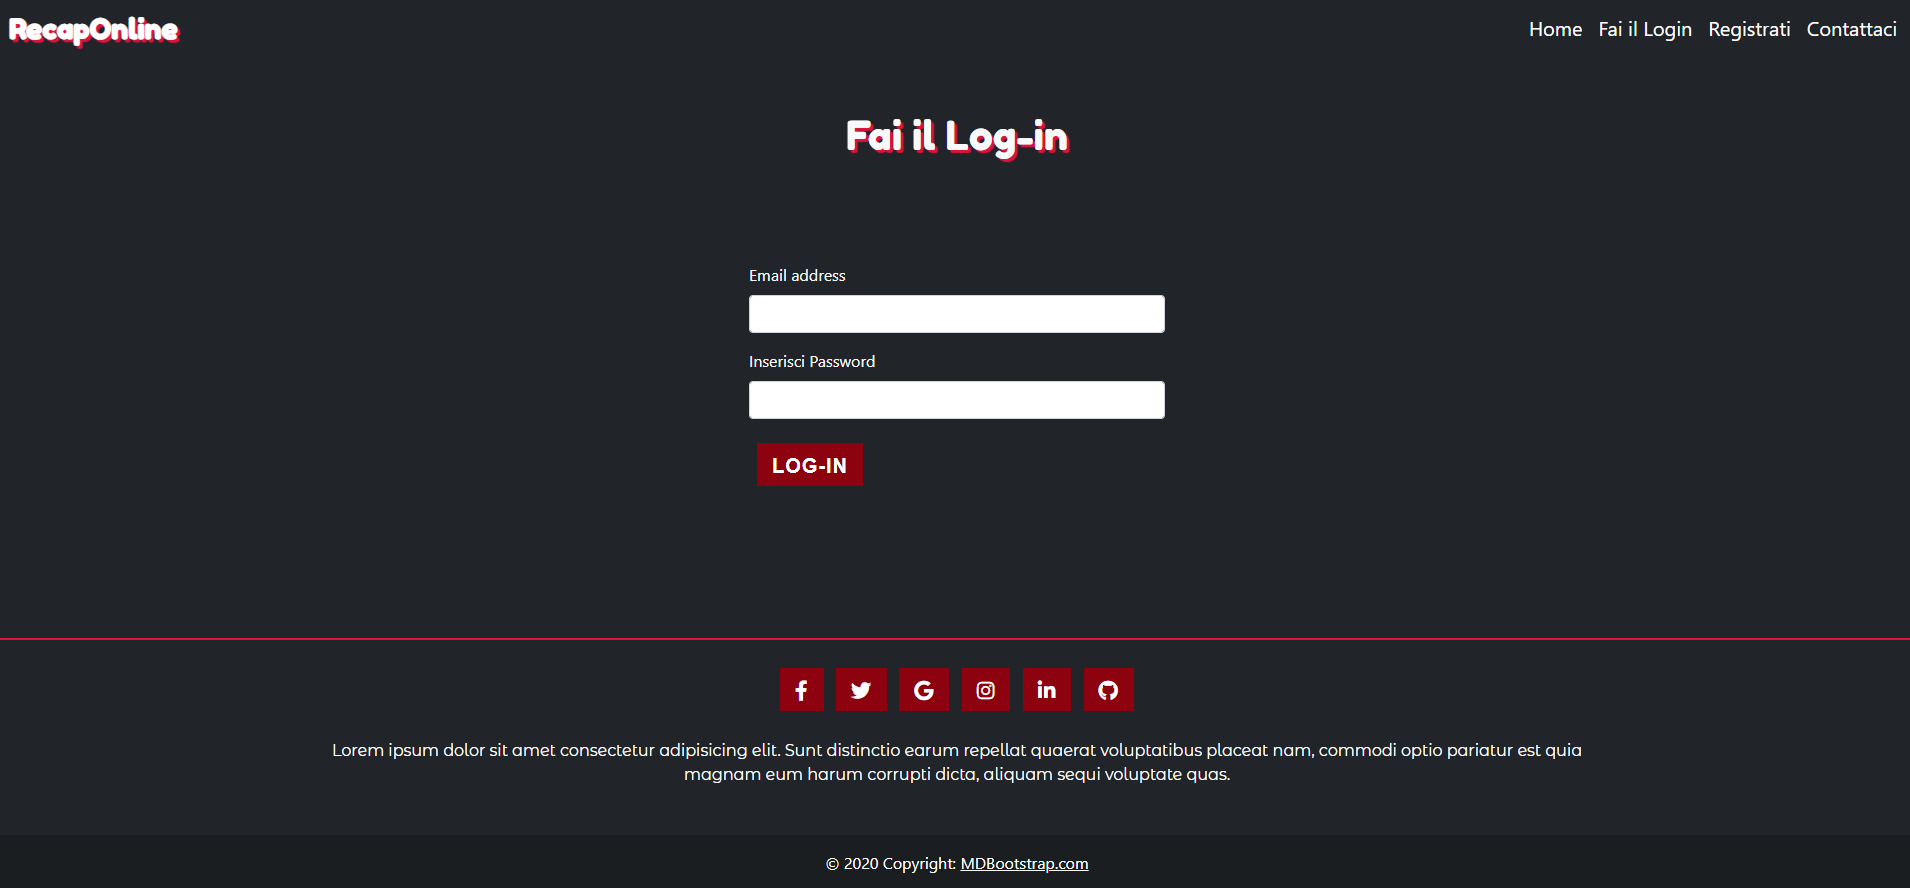 RecapOnline
Home Fai il Login Registrati Contattaci
Fai il Log-in
Email address
Inserisci Password
LOG-IN
Lorem ipsum dolor sit amet consectetur adipisicing elit. Sunt distinctio earum repellat quaerat voluptatibus placeat nam, commodi optio pariatur est quia
magnam eum harum corrupti dicta, aliquam sequi voluptate quas.
© 2020 Copyright: MDBootstrap.com